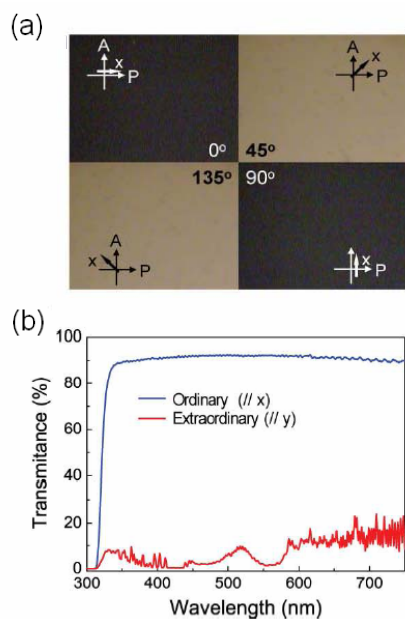 (a)
A
x
P
0°
A
x
P
45°
135°
A
x
P
90°
x
P
(b)
Transmitance (%)
100
80
60
40
20
0
Ordinary (// x)
Extraordinary (// y)
300 400 500 600 700
Wavelength (nm)